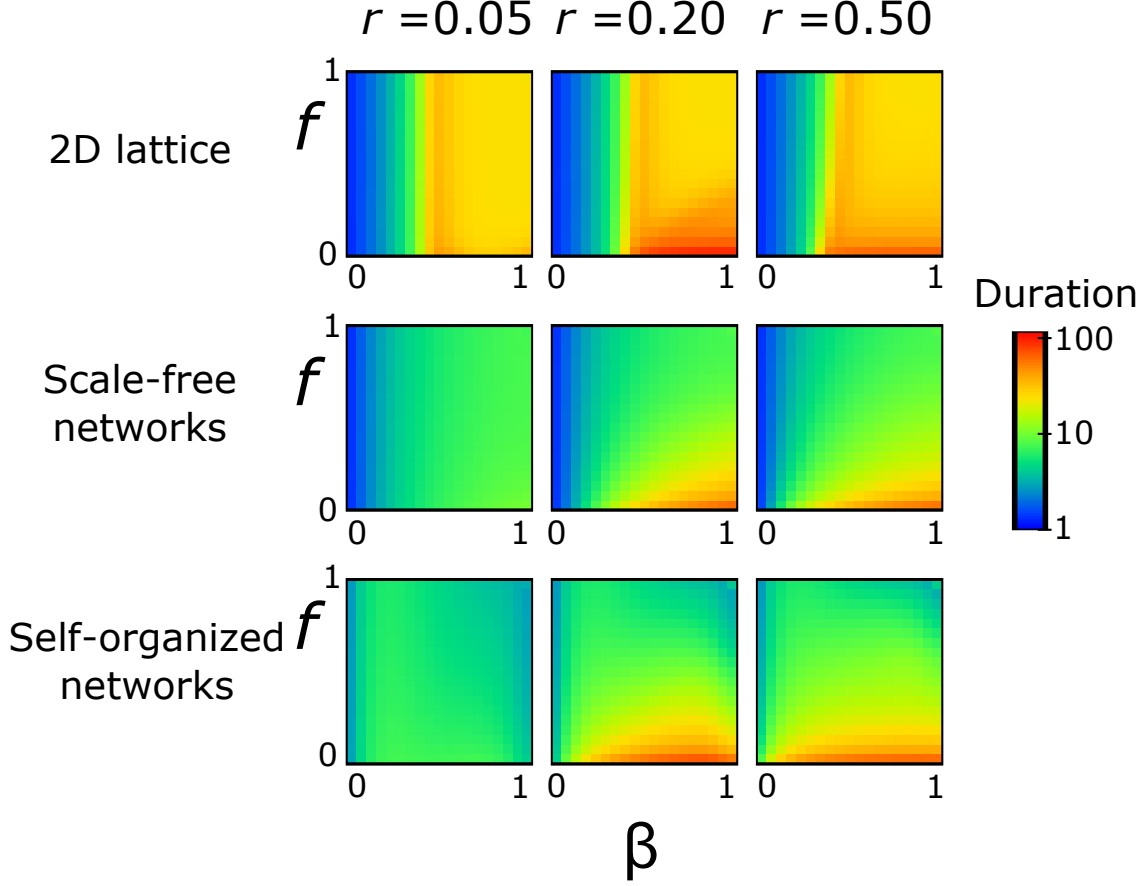 r =0.05 r =0.20 r =0.50
1
f
2D lattice
0
0 1 0 1 0 1
Duration
100
10
1
1
f
Scale-free
networks
0
0 1 0 1 0 1
1
f
Self-organized
networks
0
0 1 0 1 0 1
β